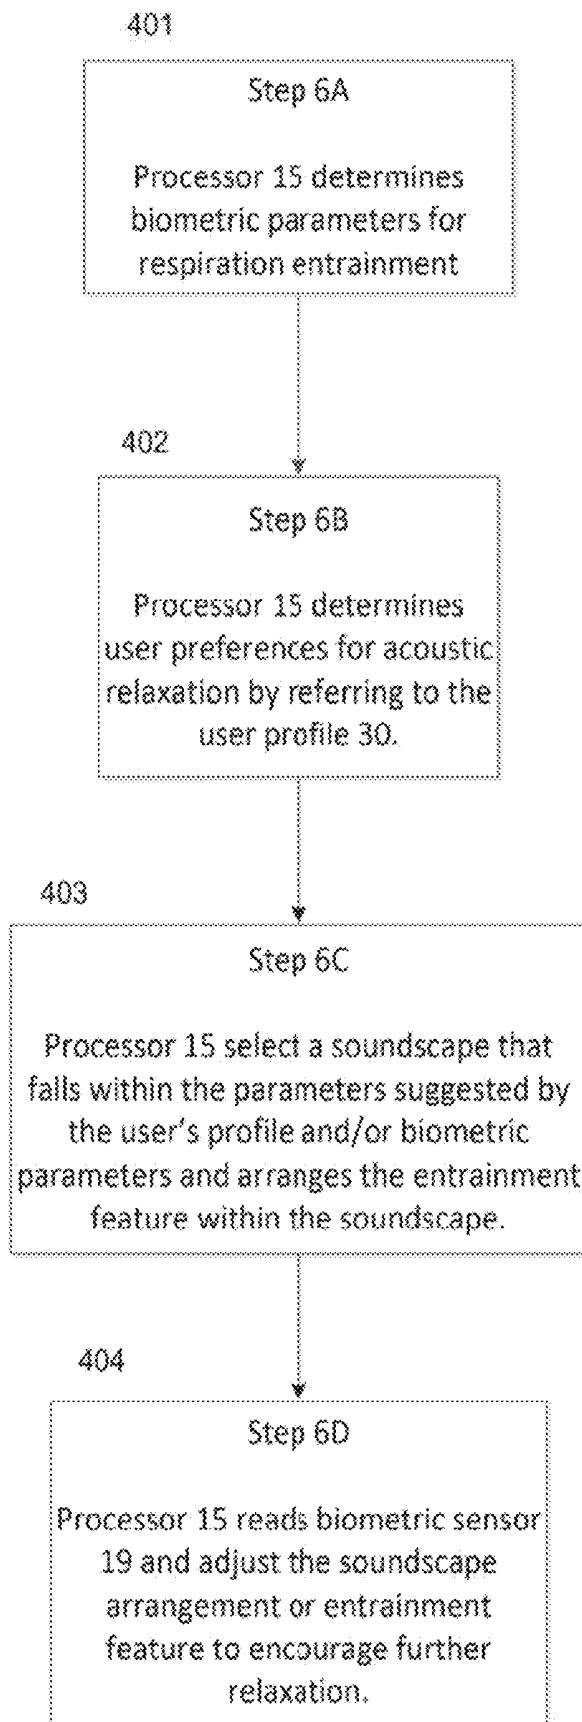 401
Step 6A
Processor 15 determines
biometric parameters for
respiration entrainment
402
Step 6B
Processor 15 determines
user preferences for acoustic
relaxation by referring to the
user profile 30.
403
Step 6C
Processor 15 select a soundscape that
falls within the parameters suggested by
the user's profile and/or biometric
parameters and arranges the entrainment
feature within the soundscape.
404
Step 6D
Processor 15 reads biometric sensor
19 and adjust the soundscape
arrangement or entrainment
feature to encourage further
relaxation.